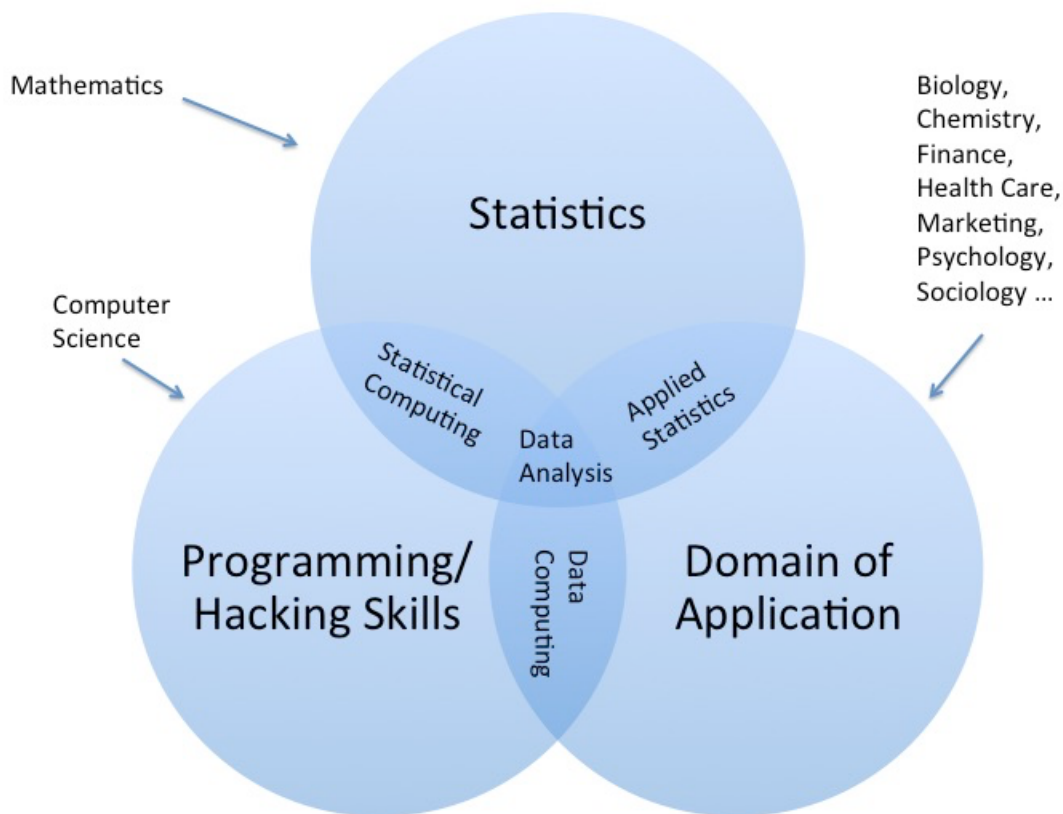 Mathematics
Biology,
Chemistry,
Finance,
Health Care,
Marketing,
Psychology,
Sociology ...
Statistics
Computer
Science
Statistical
Computing
Applied
Statistics
Data
Analysis
Programming/
Hacking Skills
Data
Computing
Domain of
Application